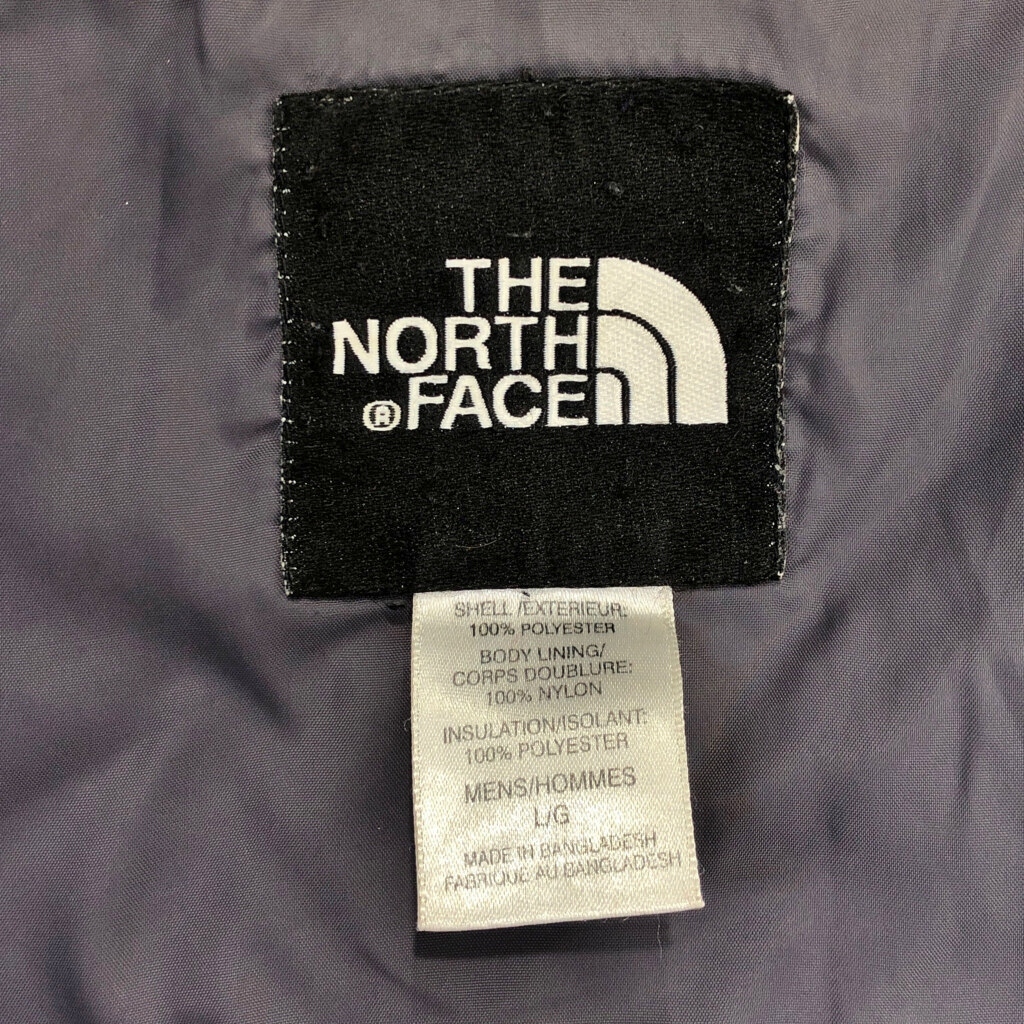 THE
NORTH
® FACE
SHELL/EXTERIEUR:
100% POLYESTER
BODY LINING/
CORPS DOUBLURE:
100% NYLON
INSULATION/ISOLANT:
100% POLYESTER
MENS/HOMMES
L/G
MADE IN BANGLADESH
FABRIQUE AU BANGLADESH